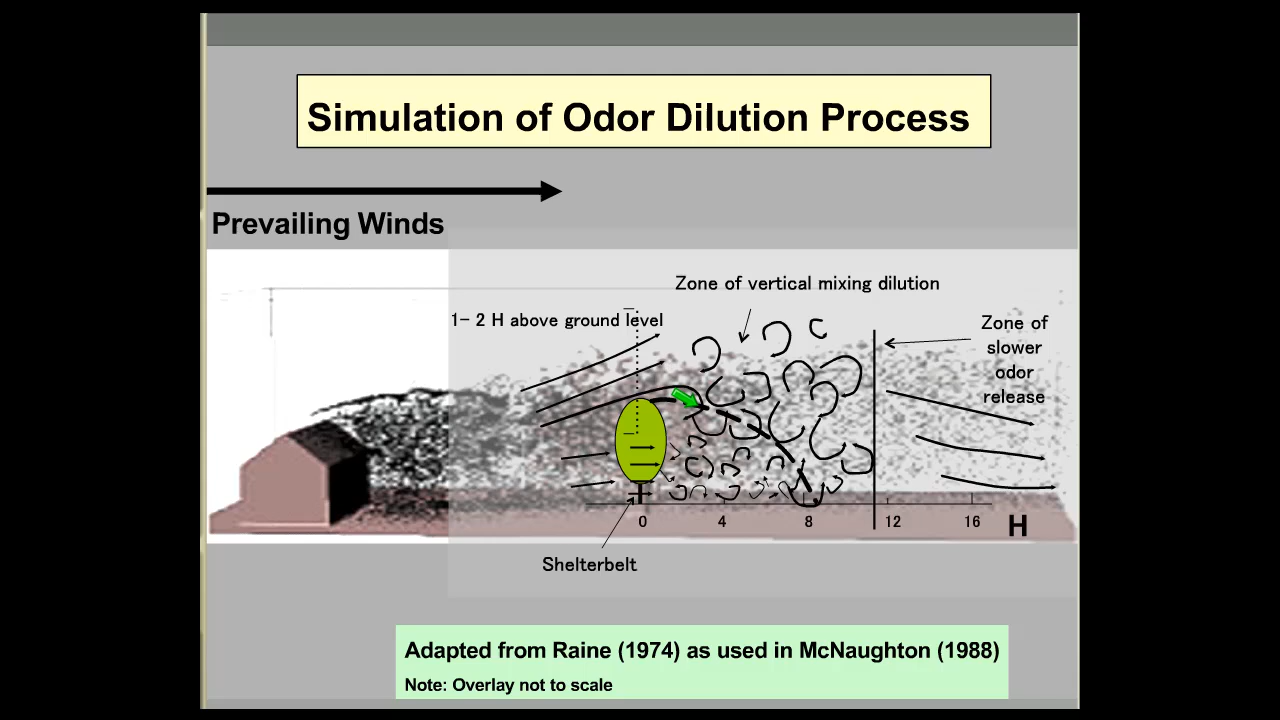 Simulation of Odor Dilution Process
Prevailing Winds
Zone of vertical mixing dilution
1- 2 H above ground level
Zone of
slower
odor
release
0 4 8 12 16 H
Shelterbelt
Adapted from Raine (1974) as used in McNaughton (1988)
Note: Overlay not to scale